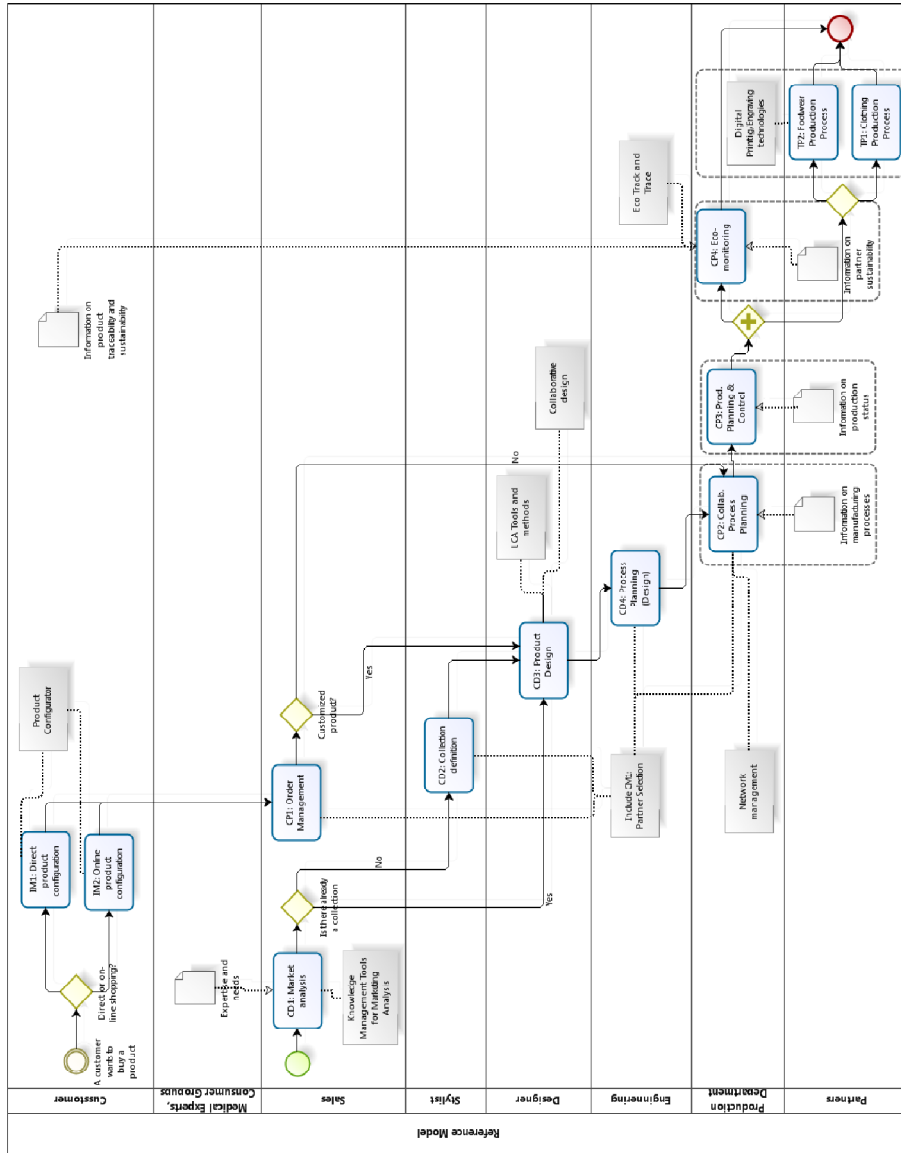 Reference Model
Cusstomer
Medical Experts,
Consumer Groups
Sales
Stylist
Designer
Enginnering
Production
Department
Partners
A customer
wants to
buy a
product
Direct or on-
line shopping?
IM1: Direct
product
configuration
IM2: Online
product
configuration
Product
Configurator
Information on
product
traceability and
sustainability
Expertise and
needs
CD1: Market
analysis
Knowledge
Management Tools
for Markding
Analysis
Is there already
a collection
No
Yes
CP1: Order
Management
Customized
product?
Yes
No
CD2: Collection
definition
CD3: Product
Design
LCA Tools and
methods
Collaborative
design
CD4: Process
Planning
(Design)
Include EM1:
Partner Selection
Eco Track and
Trace
Network
management
CP2: Collab.
Process
Planning
CP3: Prod.
Planning &
Control
CP4: Eco-
monitoring
Information on
manufacturing
processes
Information on
production
status
Information on
partner
sustainability
Digital
Printig/Engraving
technologies
TP2: Footwear
Production
Process
TP1: Clothing
Production
Process